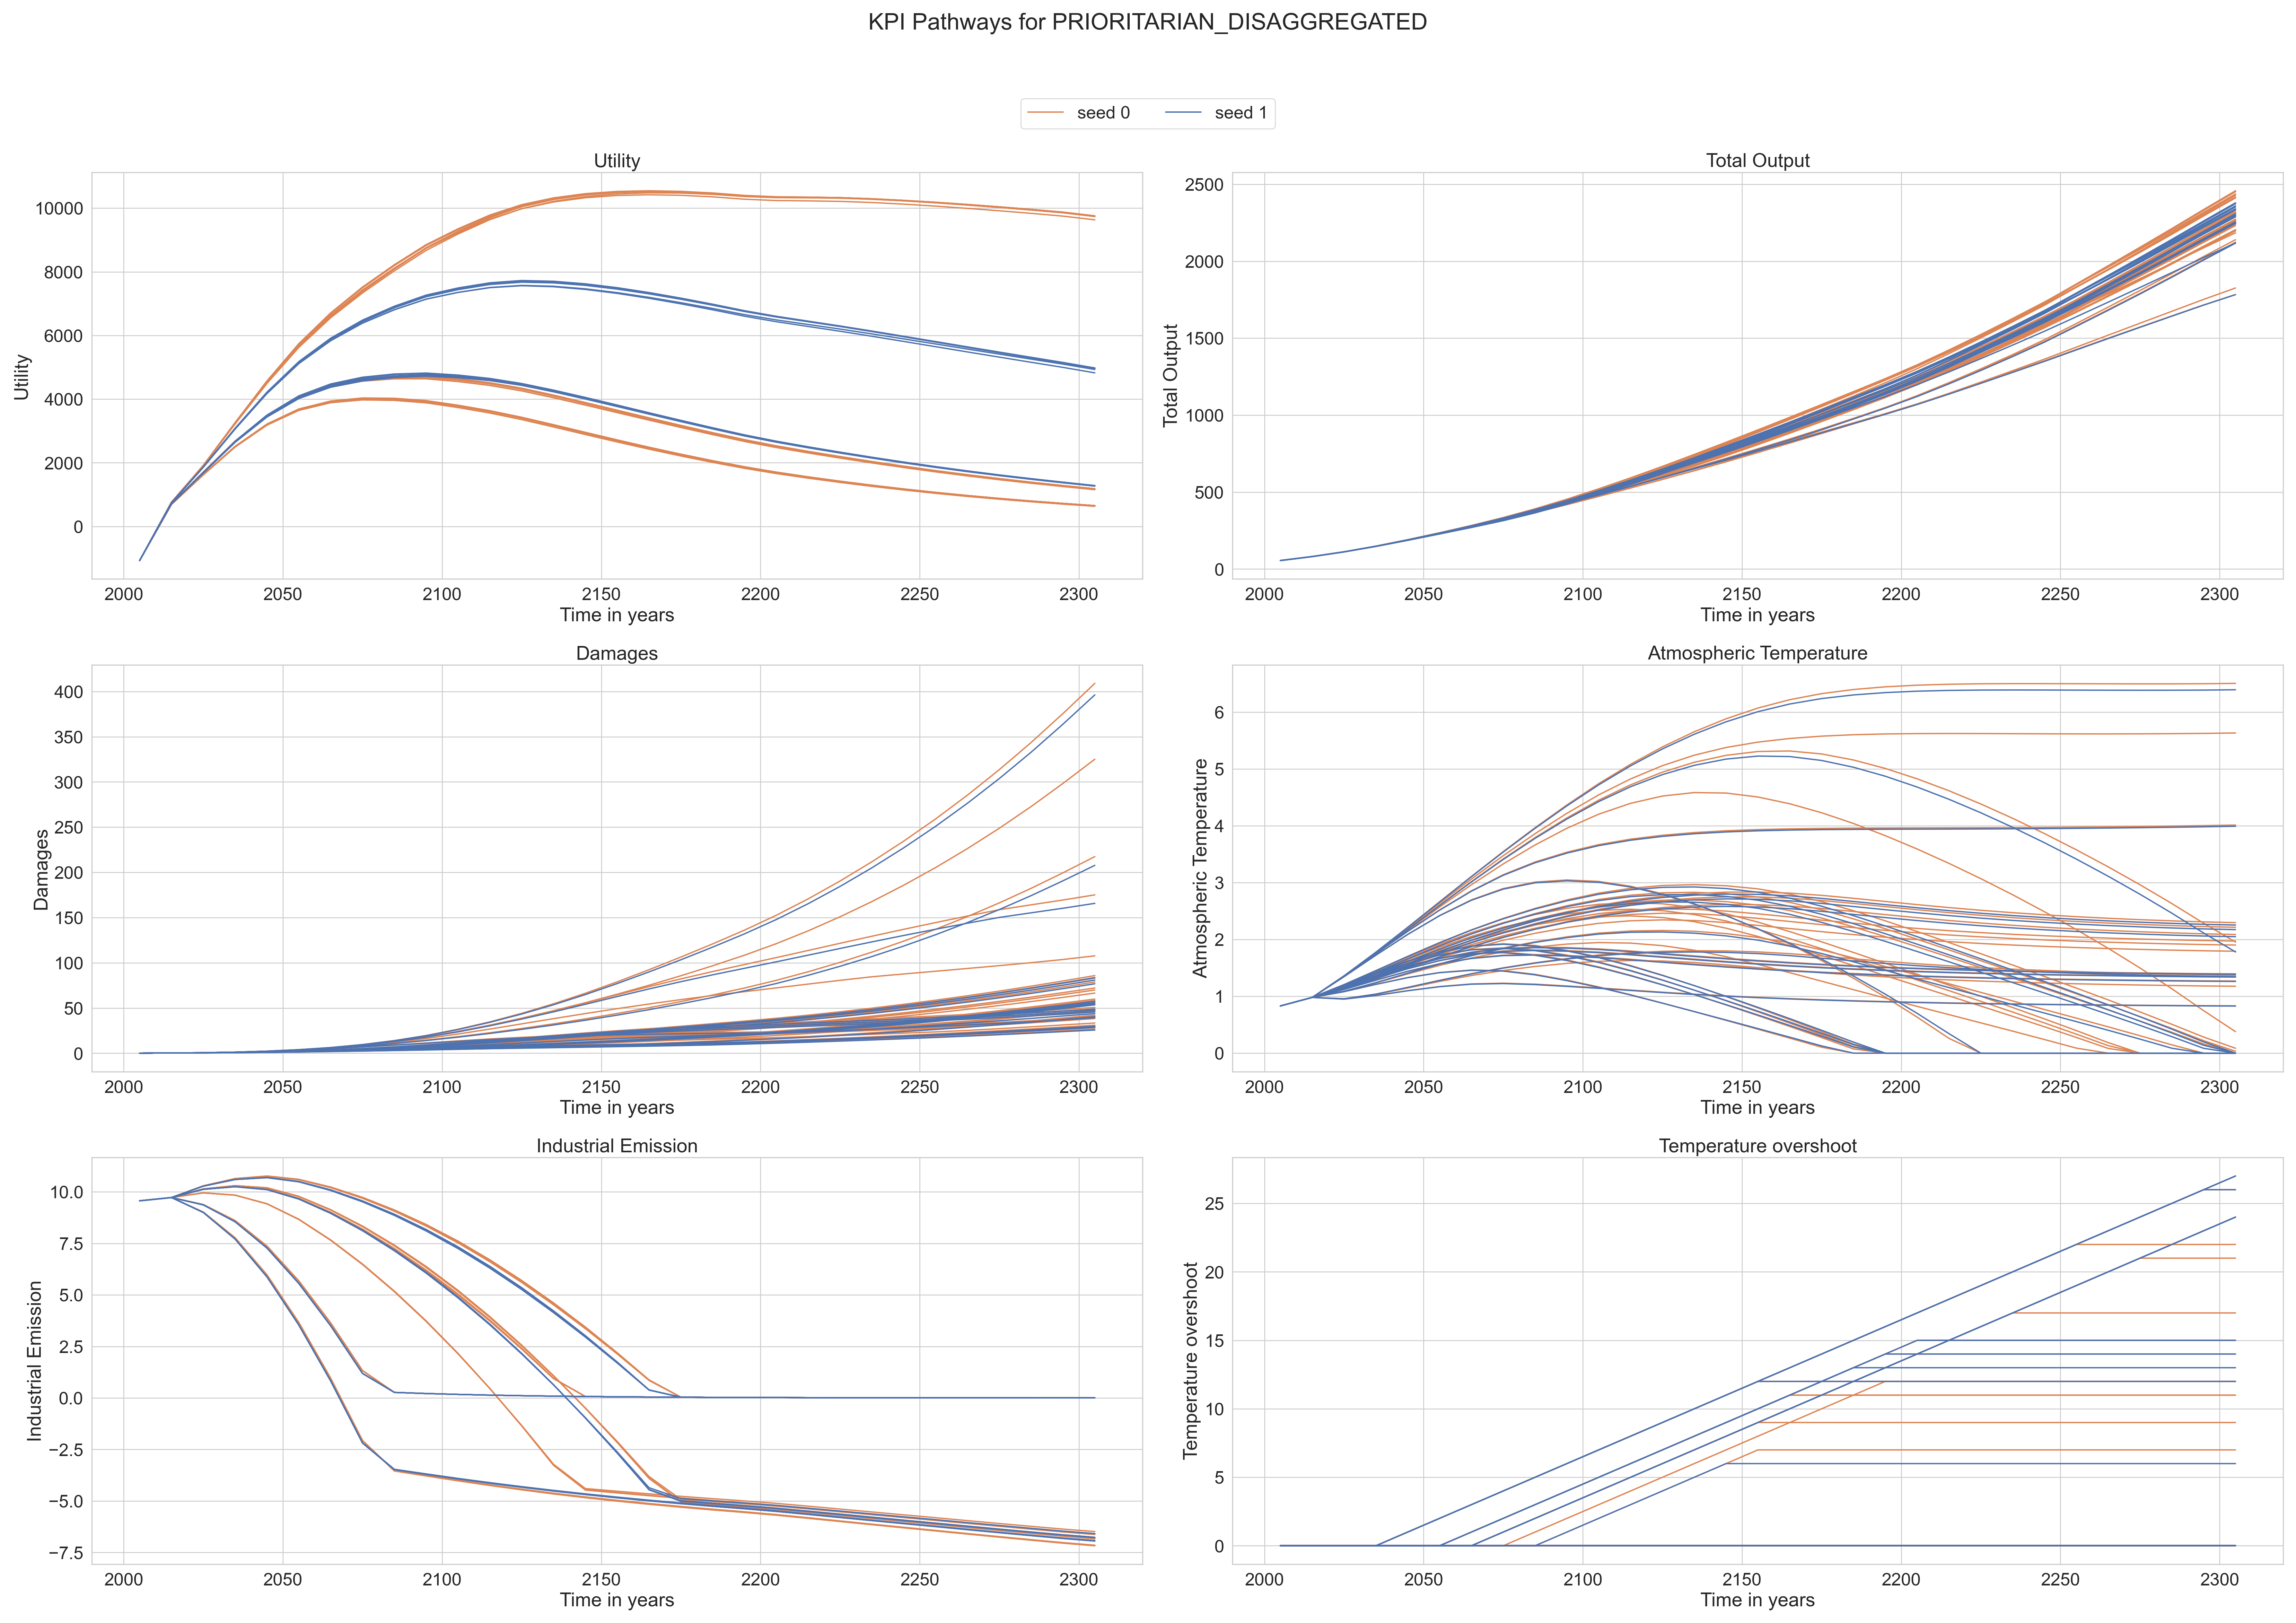 KPI Pathways for PRIORITARIAN_DISAGGREGATED
seed 0
seed 1
Utility
Utility
10000
8000
6000
4000
2000
0
2000 2050 2100 2150 2200 2250 2300
Time in years
Total Output
Total Output
2500
2000
1500
1000
500
0
2000 2050 2100 2150 2200 2250 2300
Time in years
Damages
Damages
400
350
300
250
200
150
100
50
0
2000 2050 2100 2150 2200 2250 2300
Time in years
Atmospheric Temperature
Atmospheric Temperature
6
5
4
3
2
1
0
2000 2050 2100 2150 2200 2250 2300
Time in years
Industrial Emission
Industrial Emission
10.0
7.5
5.0
2.5
0.0
−2.5
−5.0
−7.5
2000 2050 2100 2150 2200 2250 2300
Time in years
Temperature overshoot
Temperature overshoot
25
20
15
10
5
0
2000 2050 2100 2150 2200 2250 2300
Time in years